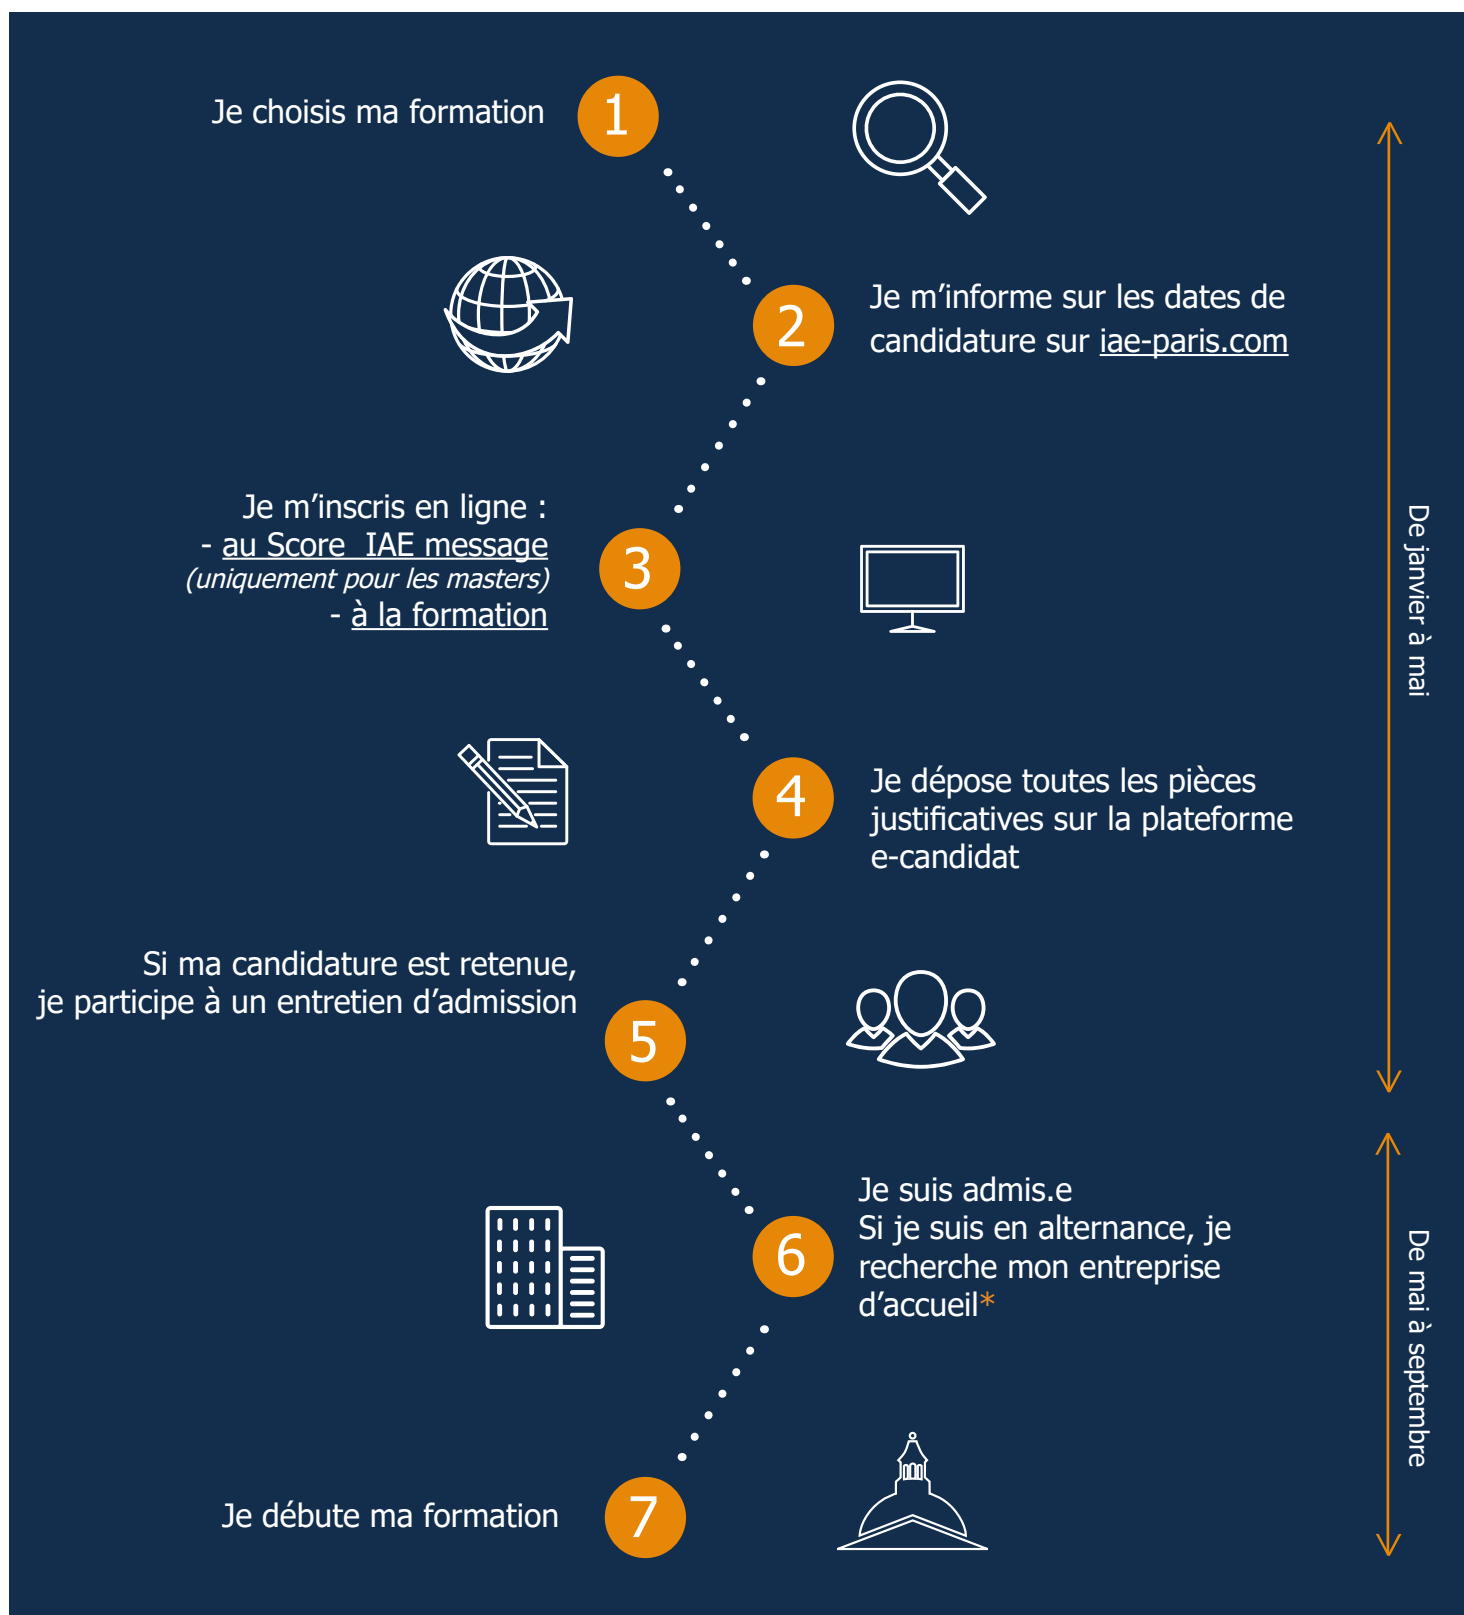 Je choisis ma formation
1
2
Je m’informe sur les dates de
candidature sur iae-paris.com
Je m’inscris en ligne :
- au Score  IAE message
(uniquement pour les masters)
- à la formation
3
4
Je dépose toutes les pièces
justificatives sur la plateforme
e-candidat
Si ma candidature est retenue,
je participe à un entretien d’admission
5
De janvier à mai
6
Je suis admis.e
Si je suis en alternance, je
recherche mon entreprise
d’accueil*
Je débute ma formation
7
De mai à septembre